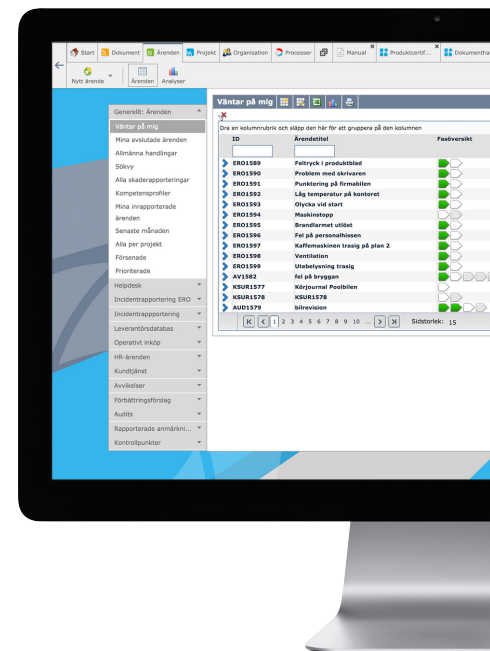 Start Dokument Ärenden Projekt Organisation Processer Manual Produktcertif... Dokumentha
Nytt ärende Ärenden Analyser
Väntar på mig
Dra en kolumnrubrik och släpp den här för att gruppera på den kolumnen
ID Ärendetitel Fasöversikt
ERO1589 Feltryck i produktblad
ERO1590 Problem med skrivaren
ERO1591 Punktering på firmabilen
ERO1592 Låg temperatur på kontoret
ERO1593 Olycka vid start
ERO1594 Maskinstopp
ERO1595 Brandlarmet utlöst
ERO1596 Fel på personalhissen
ERO1597 Kaffemaskinen trasig på plan 2
ERO1598 Ventilation
ERO1599 Utebelysning trasig
AV1582 fel på bryggan
KSUR1577 Körjournal Poolbilen
KSUR1578 KSUR1578
AUD1579 bilrevision
1 2 3 4 5 6 7 8 9 10 ... Sidstorlek: 15
Generellt: Ärenden
Väntar på mig
Mina avslutade ärenden
Allmänna handlingar
Sökvy
Alla skaderapporteringar
Kompetensprofiler
Mina inrapporterade
ärenden
Senaste månaden
Alla per projekt
Försenade
Prioriterade
Helpdesk
Incidentrapportering ERO
Incidentrappportering
Leverantörsdatabas
Operativt inköp
HR-ärenden
Kundtjänst
Avvikelser
Förbättringsförslag
Audits
Rapporterade anmärkni...
Kontrollpunkter